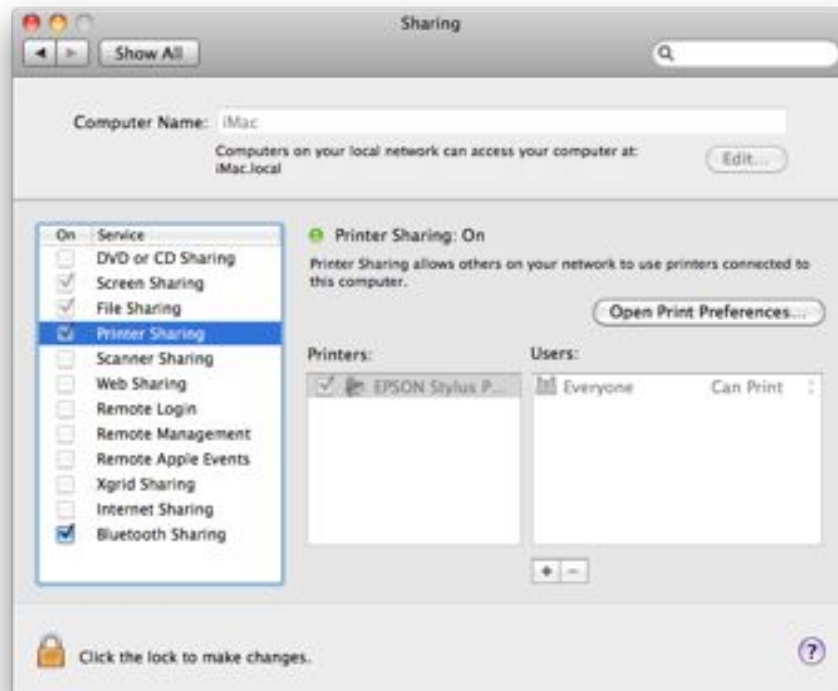 Sharing
Show All
Computer Name: iMac
Computers on your local network can access your computer at:
iMac.local
Edit...
On Service
DVD or CD Sharing
Screen Sharing
File Sharing
Printer Sharing
Scanner Sharing
Web Sharing
Remote Login
Remote Management
Remote Apple Events
Xgrid Sharing
Internet Sharing
Bluetooth Sharing
Printer Sharing: On
Printer Sharing allows others on your network to use printers connected to
this computer.
Open Print Preferences...
Printers:
EPSON Stylus P...
Users:
Everyone Can Print
+ −
Click the lock to make changes.
?